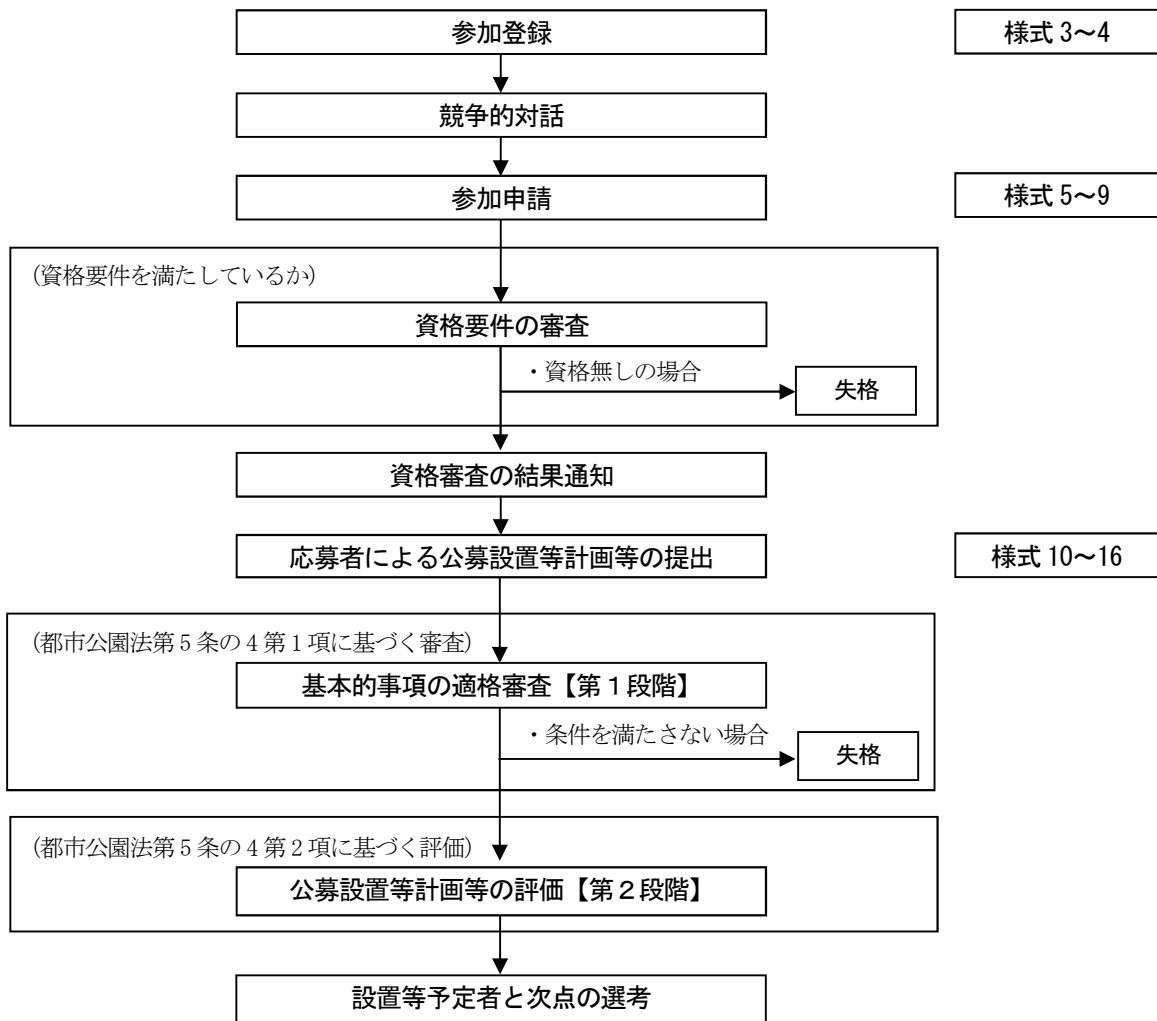 参加登録
様式 3～4
競争的対話
参加申請
様式 5～9
(資格要件を満たしているか)
資格要件の審査
・資格無しの場合
失格
資格審査の結果通知
応募者による公募設置等計画等の提出
様式 10～16
(都市公園法第５条の４第１項に基づく審査)
基本的事項の適格審査【第１段階】
・条件を満たさない場合
失格
(都市公園法第５条の４第２項に基づく評価)
公募設置等計画等の評価【第２段階】
設置等予定者と次点の選考